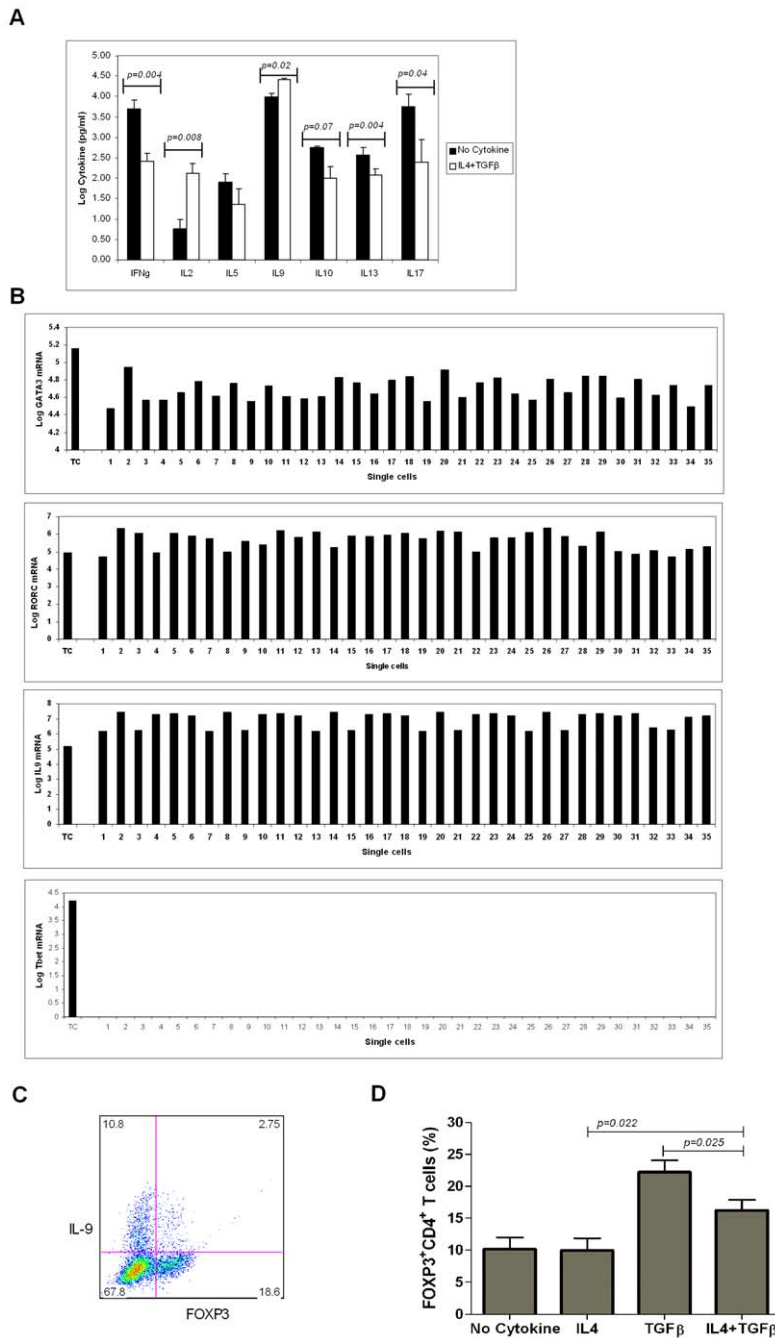 A
p=0.004
p=0.008
p=0.02
p=0.07
p=0.004
p=0.04
Log Cytokine (pg/ml)
5.00
4.50
4.00
3.50
3.00
2.50
2.00
1.50
1.00
0.50
0.00
IFNg IL2 IL5 IL9 IL10 IL13 IL17
No Cytokine
IL4+TGFβ
B
Log GATA3 mRNA
5.4
5.2
5
4.8
4.6
4.4
4.2
4
TC 1 2 3 4 5 6 7 8 9 10 11 12 13 14 15 16 17 18 19 20 21 22 23 24 25 26 27 28 29 30 31 32 33 34 35
Single cells
Log RORC mRNA
7
6
5
4
3
2
1
0
TC 1 2 3 4 5 6 7 8 9 10 11 12 13 14 15 16 17 18 19 20 21 22 23 24 25 26 27 28 29 30 31 32 33 34 35
Single cells
Log IL9 mRNA
8
7
6
5
4
3
2
1
0
TC 1 2 3 4 5 6 7 8 9 10 11 12 13 14 15 16 17 18 19 20 21 22 23 24 25 26 27 28 29 30 31 32 33 34 35
Single cells
Log Tbet mRNA
4.5
4
3.5
3
2.5
2
1.5
1
0.5
0
TC 1 2 3 4 5 6 7 8 9 10 11 12 13 14 15 16 17 18 19 20 21 22 23 24 25 26 27 28 29 30 31 32 33 34 35
Single cells
C
10.8 2.75
IL-9
67.8 18.6
FOXP3
D
FOXP3+CD4+ T cells (%)
30
25
20
15
10
5
0
p=0.022
p=0.025
No Cytokine IL4 TGFβ IL4+TGFβ